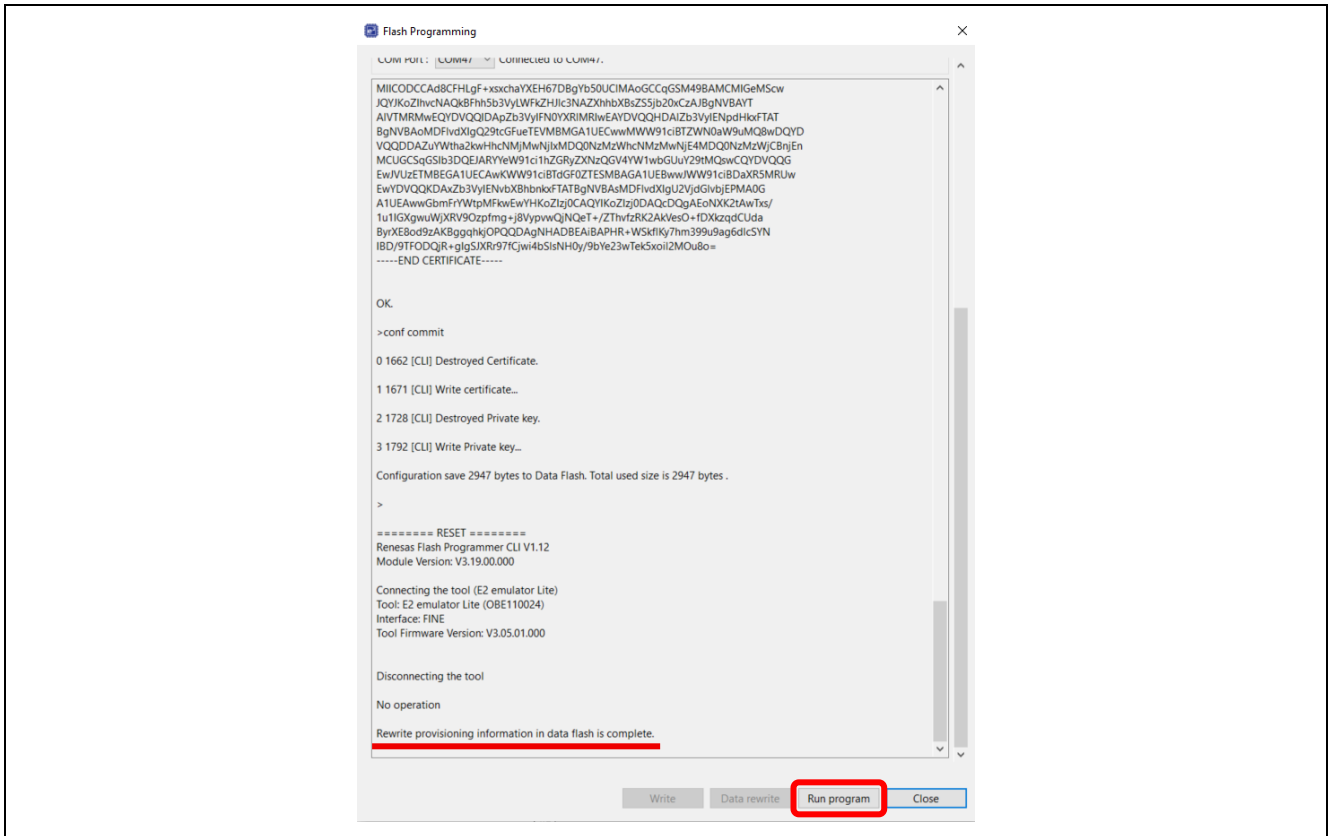 Flash Programming
COM Port : COM47 Connected to COM47.
MIICODCCAd8CFHLgF+xsxchaYXEH67DBgYb50UCIMAoGCCqGSM49BAMCMIGeMScw
JQYJKoZIhvcNAQkBFhh5b3VyLWFkZHJlc3NAZXhhbXBsZS5jb20xCzAJBgNVBAYT
AlVTMRMwEQYDVQQIDApZb3VyIFN0YXRlMRIwEAYDVQQHDAlZb3VyIENpdHkxFTAT
BgNVBAoMDFlvdXIgQ29tcGFueTEVMBMGA1UECwwMWW91ciBTZWN0aW9uMQ8wDQYD
VQQDDAZuYWtha2kwHhcNMjMwNjIxMDQ0NzMzWhcNMzMwNjE4MDQ0NzMzWjCBnjEn
MCUGCSqGSIb3DQEJARYYeW91ci1hZGRyZXNzQGV4YW1wbGUuY29tMQswCQYDVQQG
EwJVUzETMBEGA1UECAwKWW91ciBTdGF0ZTESMBAGA1UEBwwJWW91ciBDaXR5MRUw
EwYDVQQKDAxZb3VyIENvbXBhbnkxFTATBgNVBAsMDFlvdXIgU2VjdGlvbjEPMA0G
A1UEAwwGbmFrYWtpMFkwEwYHKoZIzj0CAQYIKoZIzj0DAQcDQgAEoNXK2tAwTxs/
1u1IGXgwuWjXRV9Ozpfmg+j8VypvwQjNQeT+/ZThvfzRK2AkVesO+fDXkzqdCUda
ByrXE8od9zAKBggqhkjOPQQDAgNHADBEAiBAPHR+WSkflKy7hm399u9ag6dlcSYN
IBD/9TFODQjR+gIgSJXRr97fCjwi4bSlsNH0y/9bYe23wTek5xoil2MOu8o=
-----END CERTIFICATE-----
OK.
>conf commit
0 1662 [CLI] Destroyed Certificate.
1 1671 [CLI] Write certificate...
2 1728 [CLI] Destroyed Private key.
3 1792 [CLI] Write Private key...
Configuration save 2947 bytes to Data Flash. Total used size is 2947 bytes .
>
======== RESET ========
Renesas Flash Programmer CLI V1.12
Module Version: V3.19.00.000
Connecting the tool (E2 emulator Lite)
Tool: E2 emulator Lite (OBE110024)
Interface: FINE
Tool Firmware Version: V3.05.01.000
Disconnecting the tool
No operation
Rewrite provisioning information in data flash is complete.
Write Data rewrite Run program Close